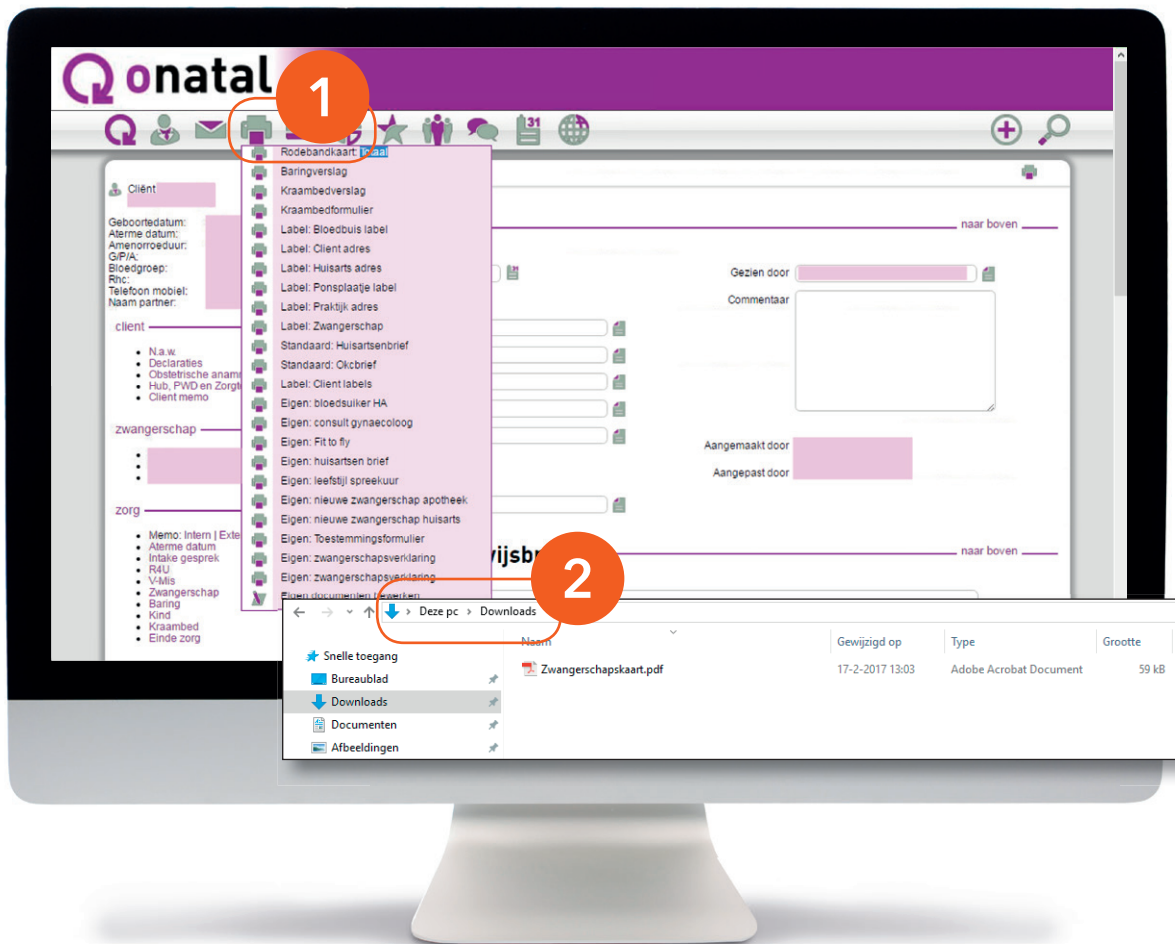 onatal
1
31
Rodebandkaart: Totaal
Baringverslag
Kraambedverslag
Kraambedformulier
Label: Bloedbuis label
Label: Client adres
Label: Huisarts adres
Label: Ponsplaatje label
Label: Praktijk adres
Label: Zwangerschap
Standaard: Huisartsenbrief
Standaard: Okcbrief
Label: Client labels
Eigen: bloedsuiker HA
Eigen: consult gynaecoloog
Eigen: Fit to fly
Eigen: huisartsen brief
Eigen: leefstijl spreekuur
Eigen: nieuwe zwangerschap apotheek
Eigen: nieuwe zwangerschap huisarts
Eigen: Toestemmingsformulier
Eigen: zwangerschapsverklaring
Eigen: zwangerschapsverklaring
Eigen documenten bewerken
Cliënt
Geboortedatum:
Aterme datum:
Amenorroeduur:
G/P/A:
Bloedgroep:
Rhc:
Telefoon mobiel:
Naam partner:
client
N.a.w.
Declaraties
Obstetrische anam
Hub, PWD en Zorgt
Client memo
zwangerschap
zorg
Memo: Intern | Exte
Aterme datum
Intake gesprek
R4U
V-Mis
Zwangerschap
Baring
Kind
Kraambed
Einde zorg
naar boven
Gezien door
Commentaar
Aangemaakt door
Aangepast door
naar boven
2
Deze pc > Downloads
Naam Gewijzigd op Type Grootte
Zwangerschapskaart.pdf 17-2-2017 13:03 Adobe Acrobat Document 59 kB
Snelle toegang
Bureaublad
Downloads
Documenten
Afbeeldingen